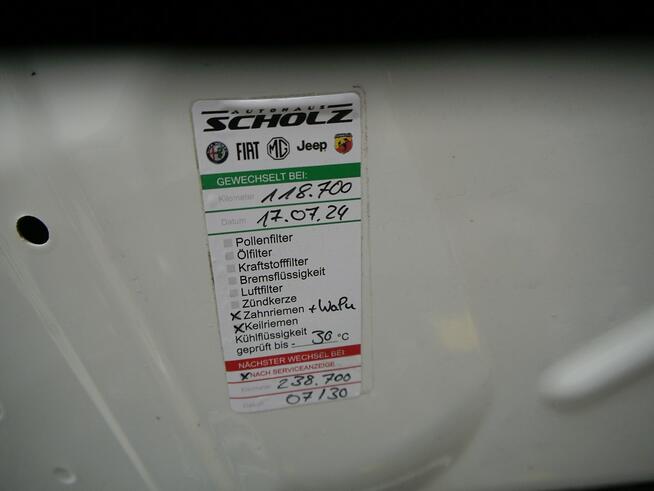 AUTOHAUS
SCHOLZ
FIAT MG Jeep
GEWECHSELT BEI:
Kilometer 118.700
Datum 17.07.24
Pollenfilter
Ölfilter
Kraftstofffilter
Bremsflüssigkeit
Luftfilter
Zündkerze
x Zahnriemen + WaPu
x Keilriemen
Kühlflüssigkeit
geprüft bis - 30 °C
NÄCHSTER WECHSEL BEI:
x NACH SERVICEANZEIGE
Kilometer 238.700
Datum 07/30